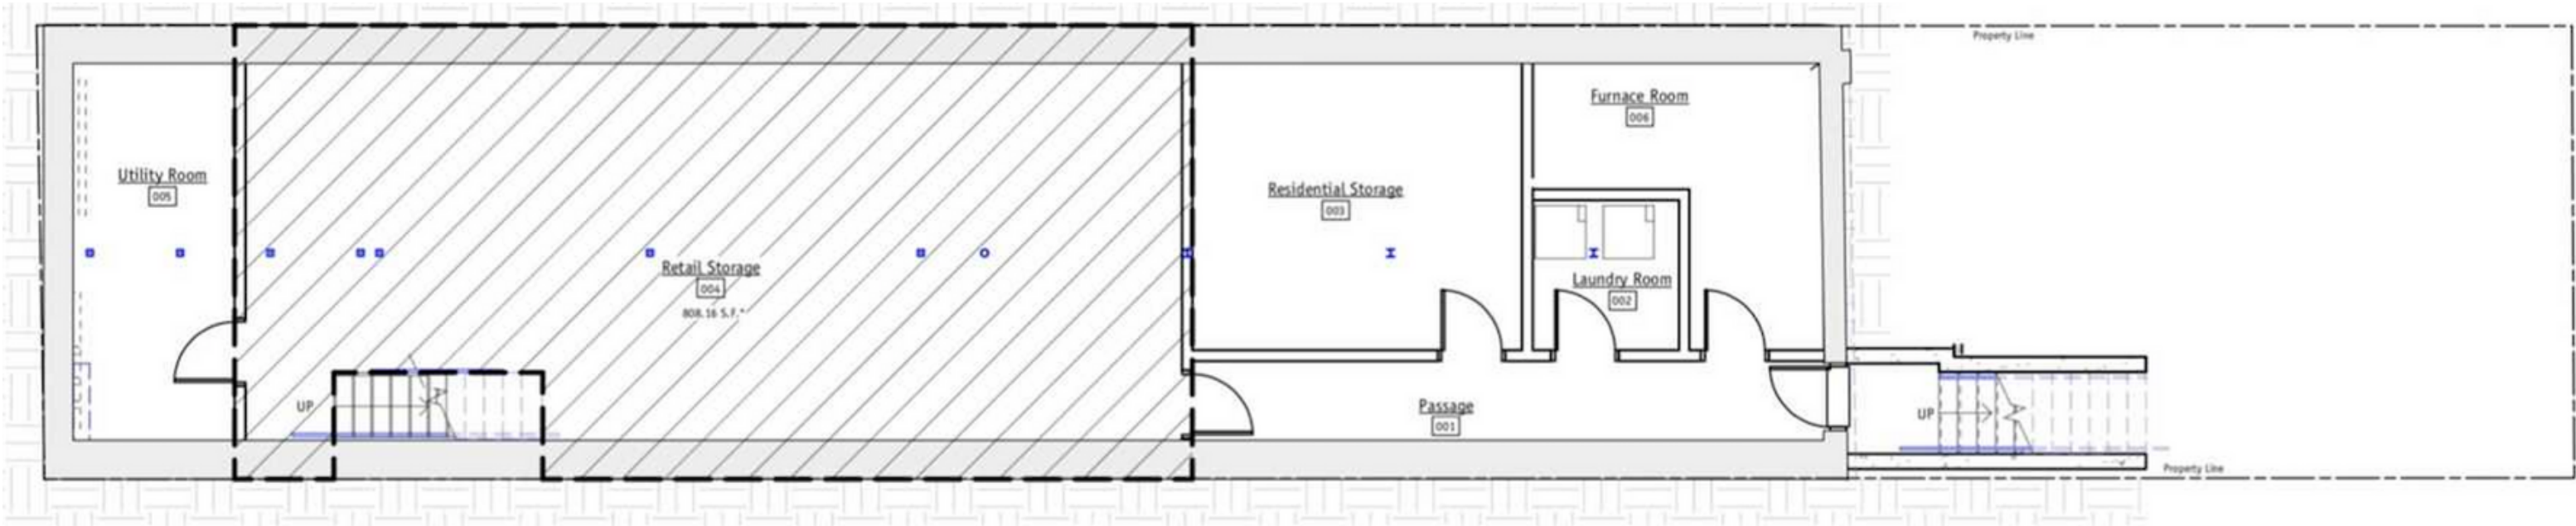 Property Line
Furnace Room
006
Utility Room
005
Residential Storage
003
Retail Storage
004
808.16 S.F.*
Laundry Room
002
UP
Passage
001
UP
Property Line